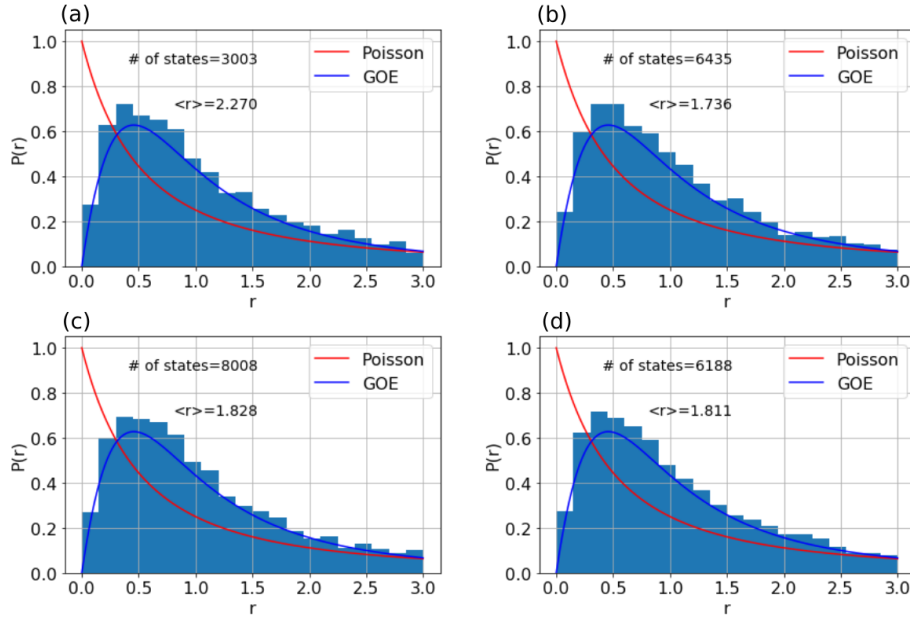 (a)
(b)
1.0
0.8
0.6
0.4
0.2
0.0
P(r)
# of states=3003
<r>=2.270
Poisson
GOE
0.0 0.5 1.0 1.5 2.0 2.5 3.0
r
1.0
0.8
0.6
0.4
0.2
0.0
P(r)
# of states=6435
<r>=1.736
Poisson
GOE
0.0 0.5 1.0 1.5 2.0 2.5 3.0
r
(c)
(d)
1.0
0.8
0.6
0.4
0.2
0.0
P(r)
# of states=8008
<r>=1.828
Poisson
GOE
0.0 0.5 1.0 1.5 2.0 2.5 3.0
r
1.0
0.8
0.6
0.4
0.2
0.0
P(r)
# of states=6188
<r>=1.811
Poisson
GOE
0.0 0.5 1.0 1.5 2.0 2.5 3.0
r